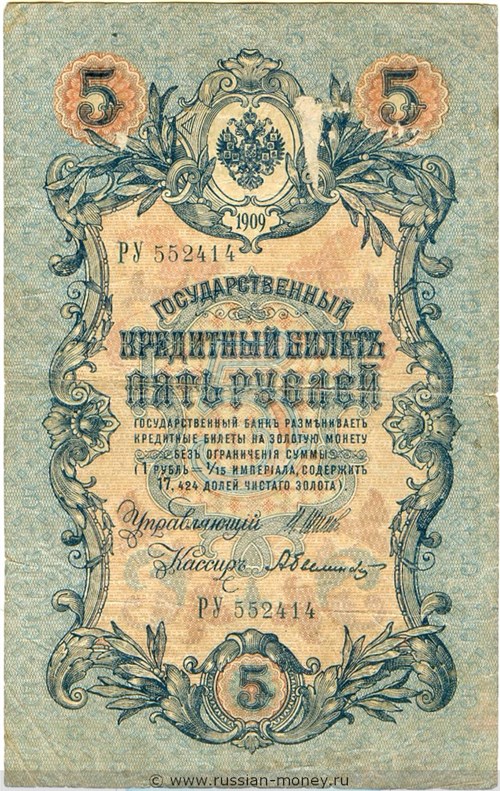 5 5
1909
РУ 552414
ГОСУДАРСТВЕННЫЙ
КРЕДИТНЫЙ БИЛЕТЪ
ПЯТЬ РУБЛЕЙ
ГОСУДАРСТВЕННЫЙ БАНКЪ РАЗМѢНИВАЕТЪ
КРЕДИТНЫЕ БИЛЕТЫ НА ЗОЛОТУЮ МОНЕТУ
БЕЗЪ ОГРАНИЧЕНІЯ СУММЫ
(1 РУБЛЬ = 1/15 ИМПЕРІАЛА, СОДЕРЖИТЪ
17,424 ДОЛЕЙ ЧИСТАГО ЗОЛОТА).
Управляющій
Кассиръ
РУ 552414
5
© www.russian-money.ru